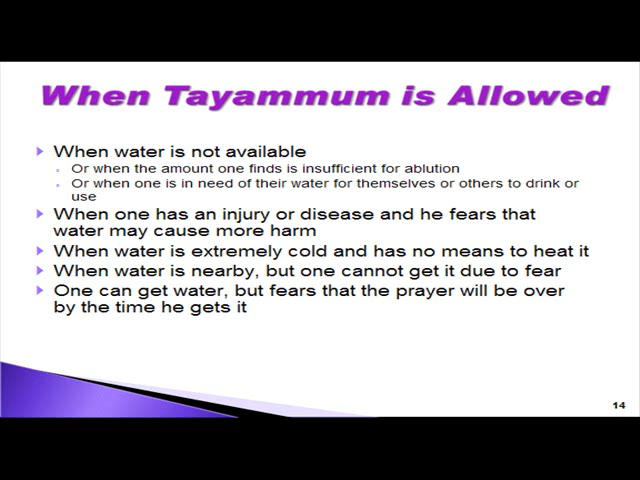 When Tayammum is Allowed
When water is not available
Or when the amount one finds is insufficient for ablution
Or when one is in need of their water for themselves or others to drink or
use
When one has an injury or disease and he fears that
water may cause more harm
When water is extremely cold and has no means to heat it
When water is nearby, but one cannot get it due to fear
One can get water, but fears that the prayer will be over
by the time he gets it
14